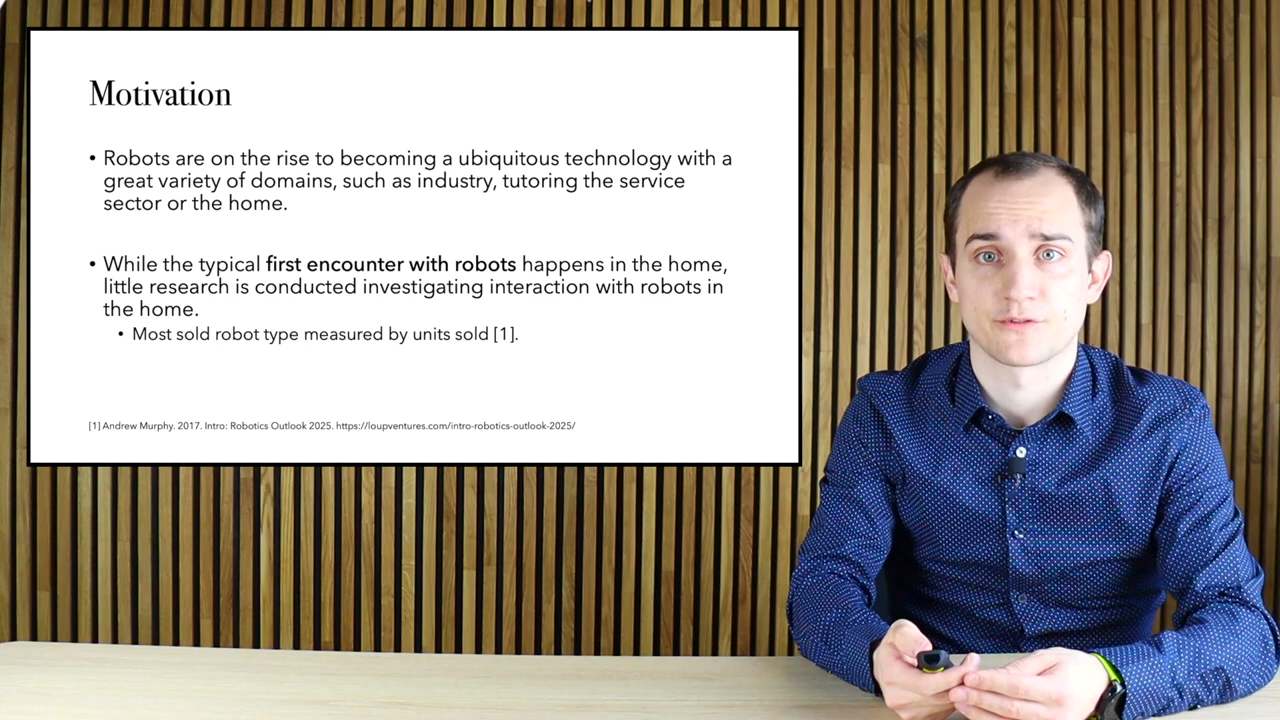 Motivation
• Robots are on the rise to becoming a ubiquitous technology with a
great variety of domains, such as industry, tutoring the service
sector or the home.
• While the typical first encounter with robots happens in the home,
little research is conducted investigating interaction with robots in
the home.
• Most sold robot type measured by units sold [1].
[1] Andrew Murphy. 2017. Intro: Robotics Outlook 2025. https://loupventures.com/intro-robotics-outlook-2025/